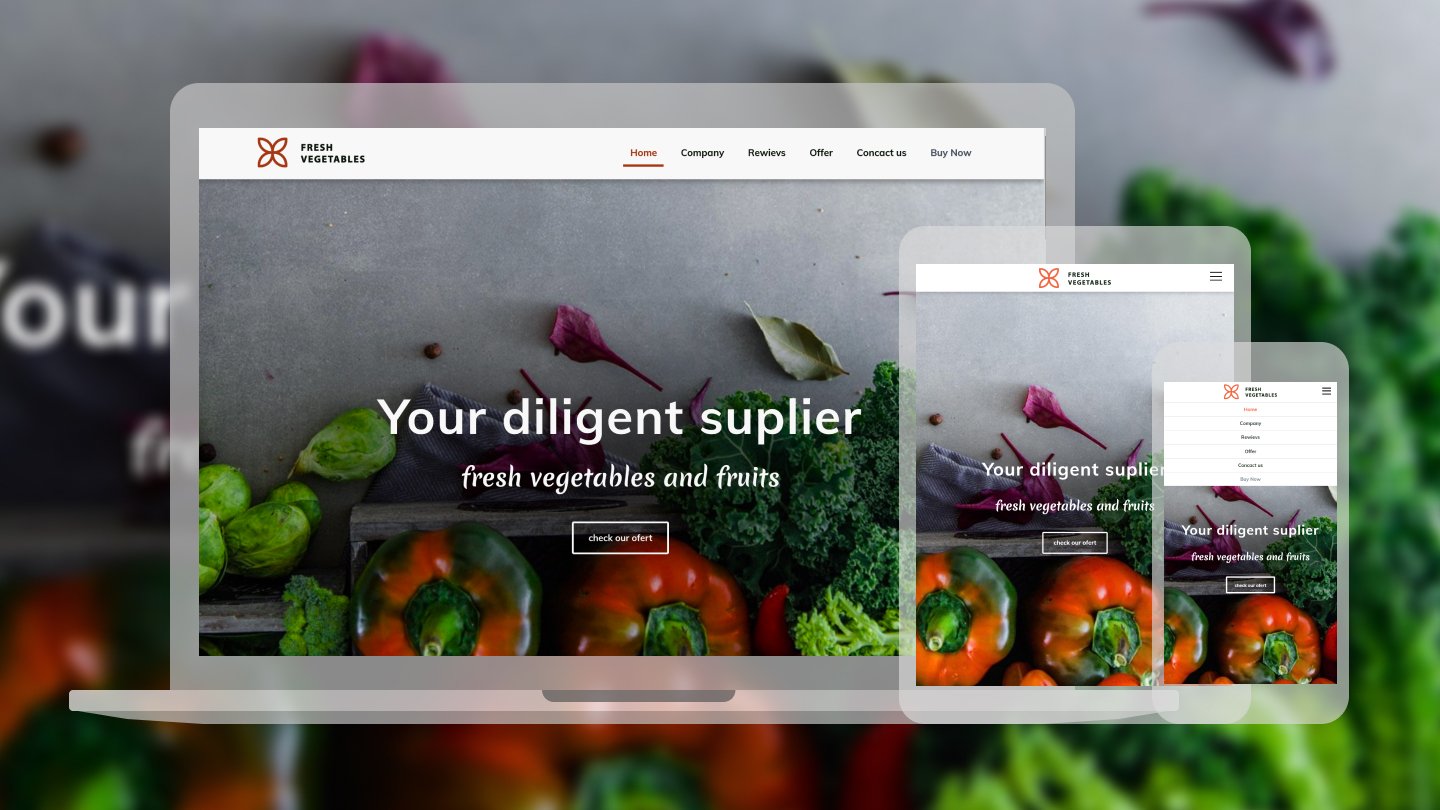 FRESH
VEGETABLES
Home Company Rewievs Offer Concact us Buy Now
Your diligent suplier
fresh vegetables and fruits
check our ofert
FRESH
VEGETABLES
Your diligent suplier
fresh vegetables and fruits
check our ofert
FRESH
VEGETABLES
Home
Company
Rewievs
Offer
Concact us
Buy Now
Your diligent suplier
fresh vegetables and fruits
check our ofert
Your
fre